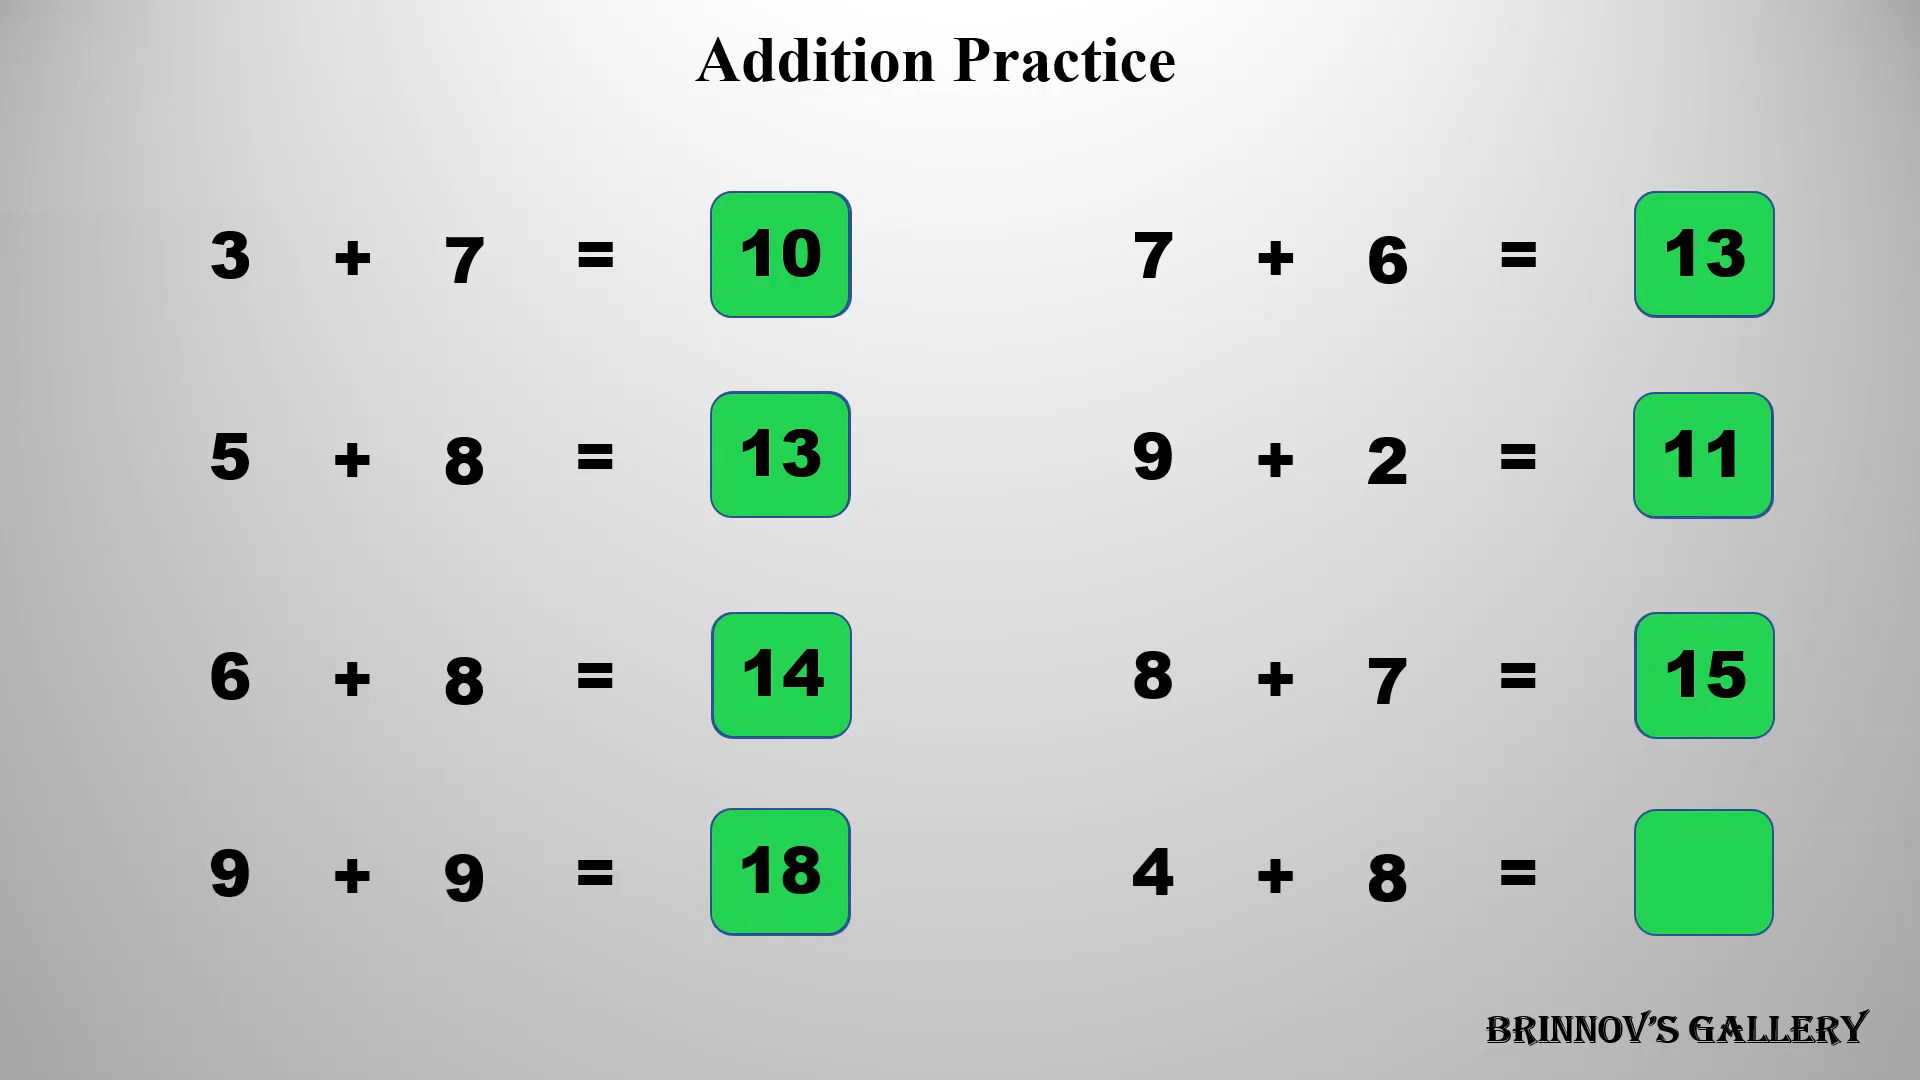 Addition Practice
3 + 7 = 10
7 + 6 = 13
5 + 8 = 13
9 + 2 = 11
6 + 8 = 14
8 + 7 = 15
9 + 9 = 18
4 + 8 =
BRINNOV'S GALLERY